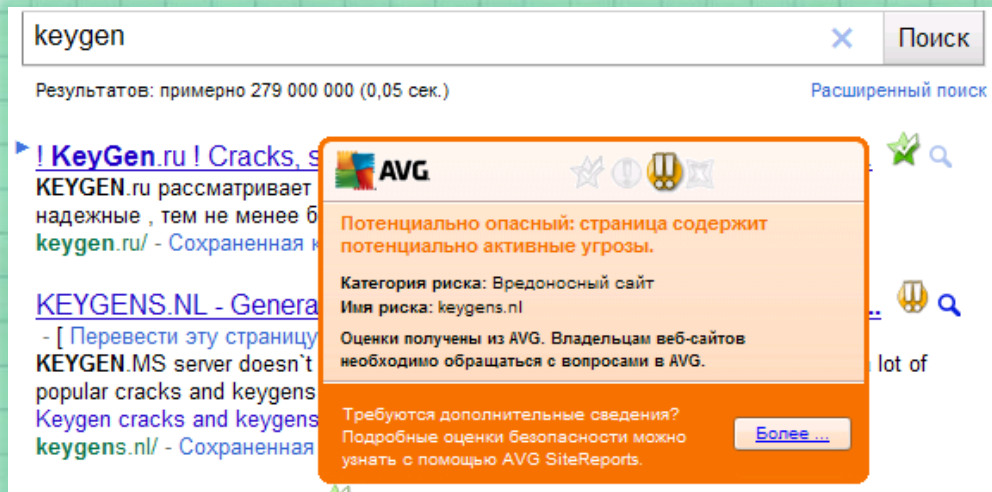 keygen
Поиск
Результатов: примерно 279 000 000 (0,05 сек.)
Расширенный поиск
! KeyGen.ru ! Cracks, s
KEYGEN.ru рассматривает
надежные , тем не менее б
keygen.ru/ - Сохраненная к
KEYGENS.NL - Genera
..
- [ Перевести эту страницу
KEYGEN.MS server doesn`t
lot of
popular cracks and keygens
Keygen cracks and keygens
keygens.nl/ - Сохраненная
AVG
Потенциально опасный: страница содержит
потенциально активные угрозы.
Категория риска: Вредоносный сайт
Имя риска: keygens.nl
Оценки получены из AVG. Владельцам веб-сайтов
необходимо обращаться с вопросами в AVG.
Требуются дополнительные сведения?
Подробные оценки безопасности можно
узнать с помощью AVG SiteReports.
Более ...